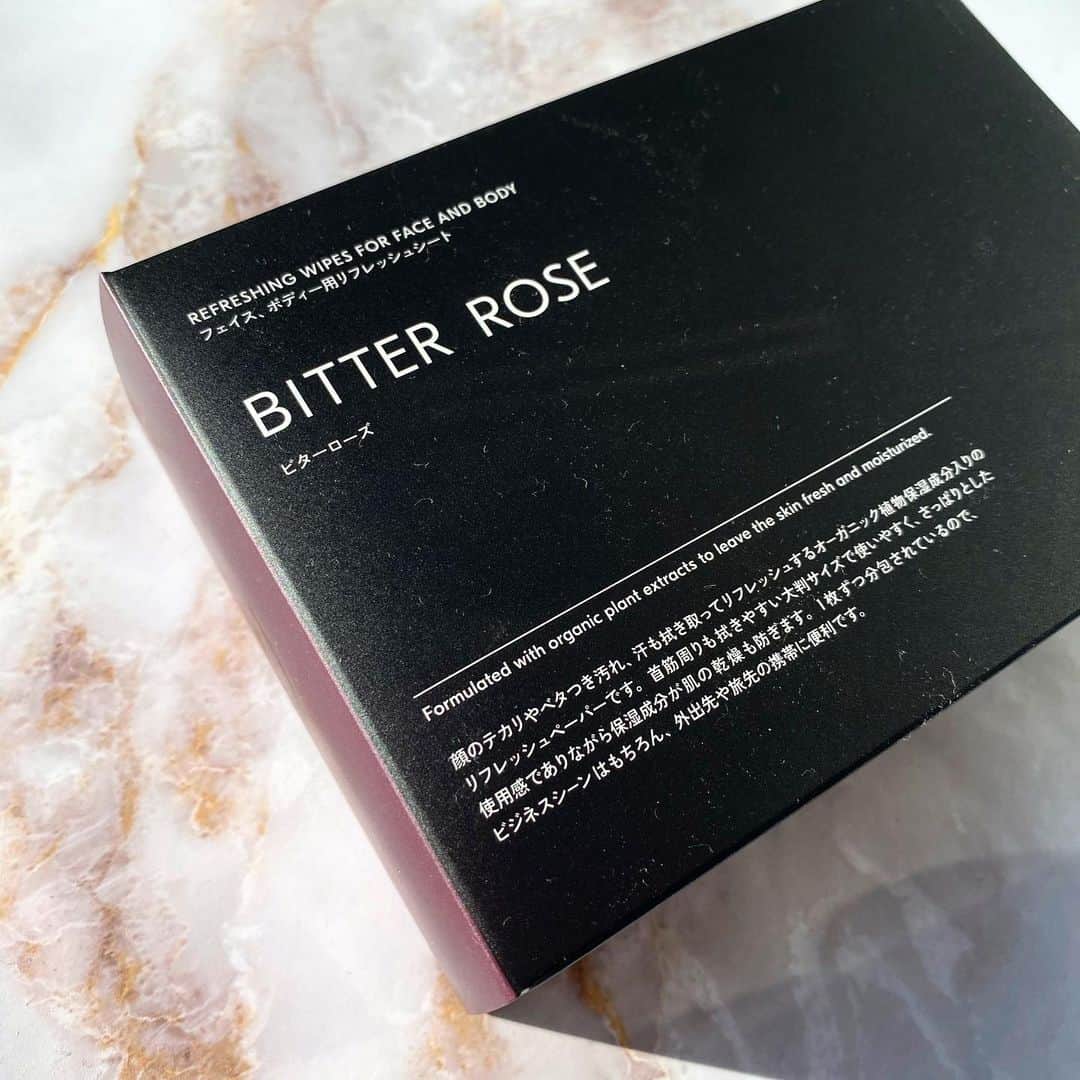 REFRESHING WIPES FOR FACE AND BODY
フェイス、ボディー用リフレッシュシート
BITTER ROSE
ビターローズ
Formulated with organic plant extracts to leave the skin fresh and moisturized.
顔のテカリやベタつき汚れ、汗も拭き取ってリフレッシュするオーガニック植物保湿成分入りの
リフレッシュペーパーです。首筋周りも拭きやすい大判サイズで使いやすく、さっぱりとした
使用感でありながら保湿成分が肌の乾燥も防ぎます。1枚ずつ分包されているので、
ビジネスシーンはもちろん、外出先や旅先の携帯に便利です。